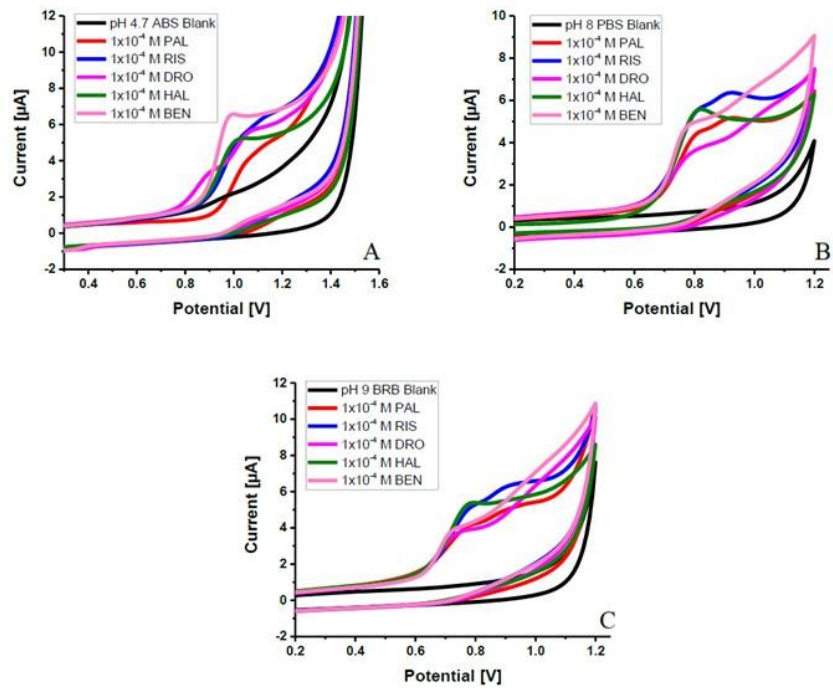 pH 4.7 ABS Blank
1x10⁻⁴ M PAL
1x10⁻⁴ M RIS
1x10⁻⁴ M DRO
1x10⁻⁴ M HAL
1x10⁻⁴ M BEN
12
10
8
6
4
2
0
-2
Current [µA]
0.4
0.6
0.8
1.0
1.2
1.4
1.6
Potential [V]
A
pH 8 PBS Blank
1x10⁻⁴ M PAL
1x10⁻⁴ M RIS
1x10⁻⁴ M DRO
1x10⁻⁴ M HAL
1x10⁻⁴ M BEN
10
8
6
4
2
0
-2
Current [µA]
0.2
0.4
0.6
0.8
1.0
1.2
Potential [V]
B
pH 9 BRB Blank
1x10⁻⁴ M PAL
1x10⁻⁴ M RIS
1x10⁻⁴ M DRO
1x10⁻⁴ M HAL
1x10⁻⁴ M BEN
12
10
8
6
4
2
0
-2
Current [µA]
0.2
0.4
0.6
0.8
1.0
1.2
Potential [V]
C